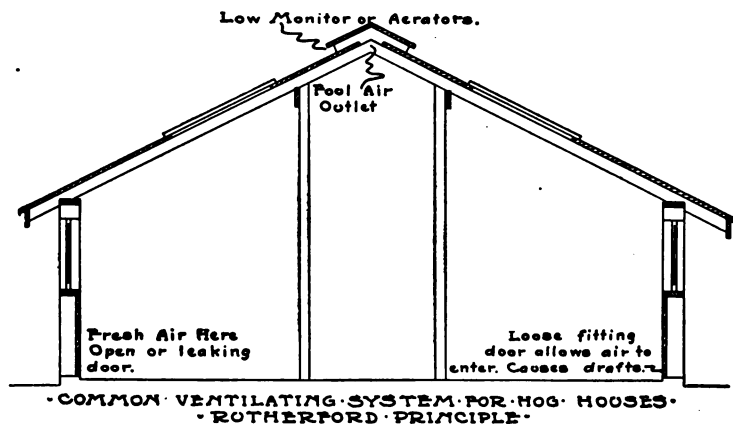 Low Monitor or Aerators.
Fool Air
Outlet
Fresh Air Here
Open or leaking
door.
Loose fitting
door allows air to
enter. Causes drafts.
·COMMON·VENTILATING·SYSTEM·FOR·HOG·HOUSES·
·RUTHERFORD·PRINCIPLE·